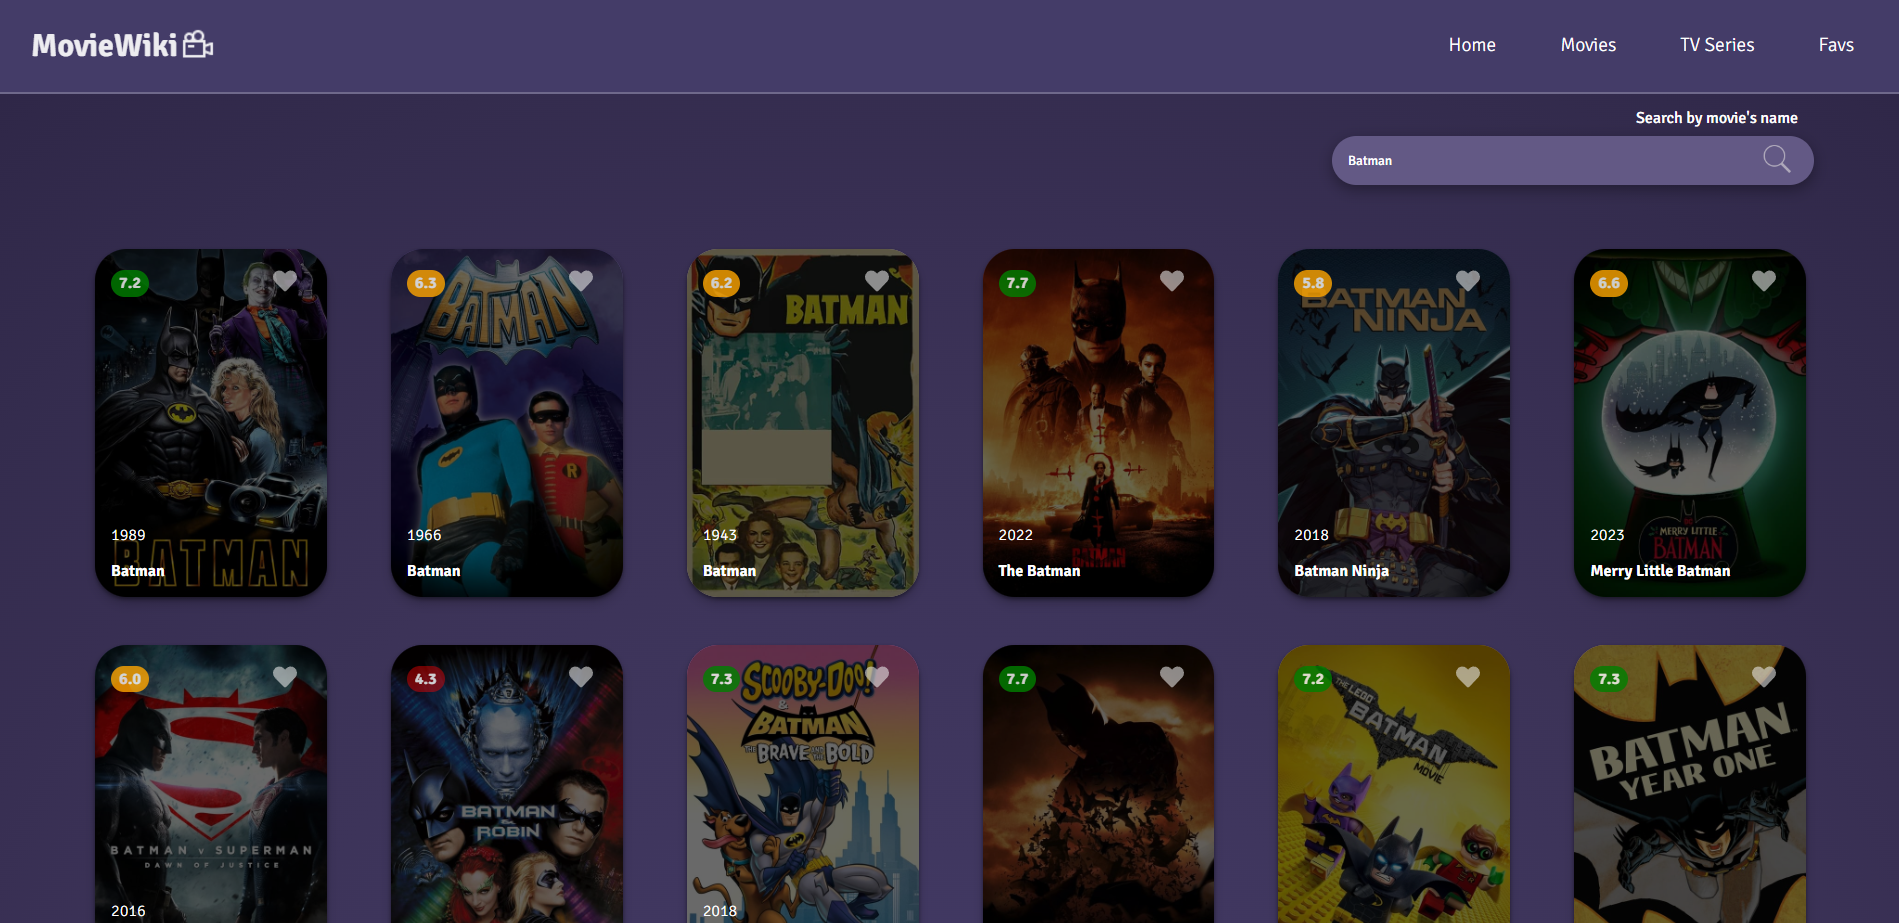 MovieWiki
Home
Movies
TV Series
Favs
Search by movie's name
Batman
7.2
BATMAN
1989
Batman
6.3
BATMAN
1966
Batman
6.2
BATMAN
1943
Batman
7.7
BATMAN
2022
The Batman
5.8
BATMAN
NINJA
2018
Batman Ninja
6.6
MERRY LITTLE
BATMAN
2023
Merry Little Batman
6.0
BATMAN v SUPERMAN
DAWN OF JUSTICE
2016
4.3
BATMAN
&
ROBIN
7.3
SCOOBY-DOO!
&
BATMAN
THE BRAVE AND THE BOLD
2018
7.7
7.2
THE LEGO
BATMAN
MOVIE
7.3
BATMAN
YEAR ONE